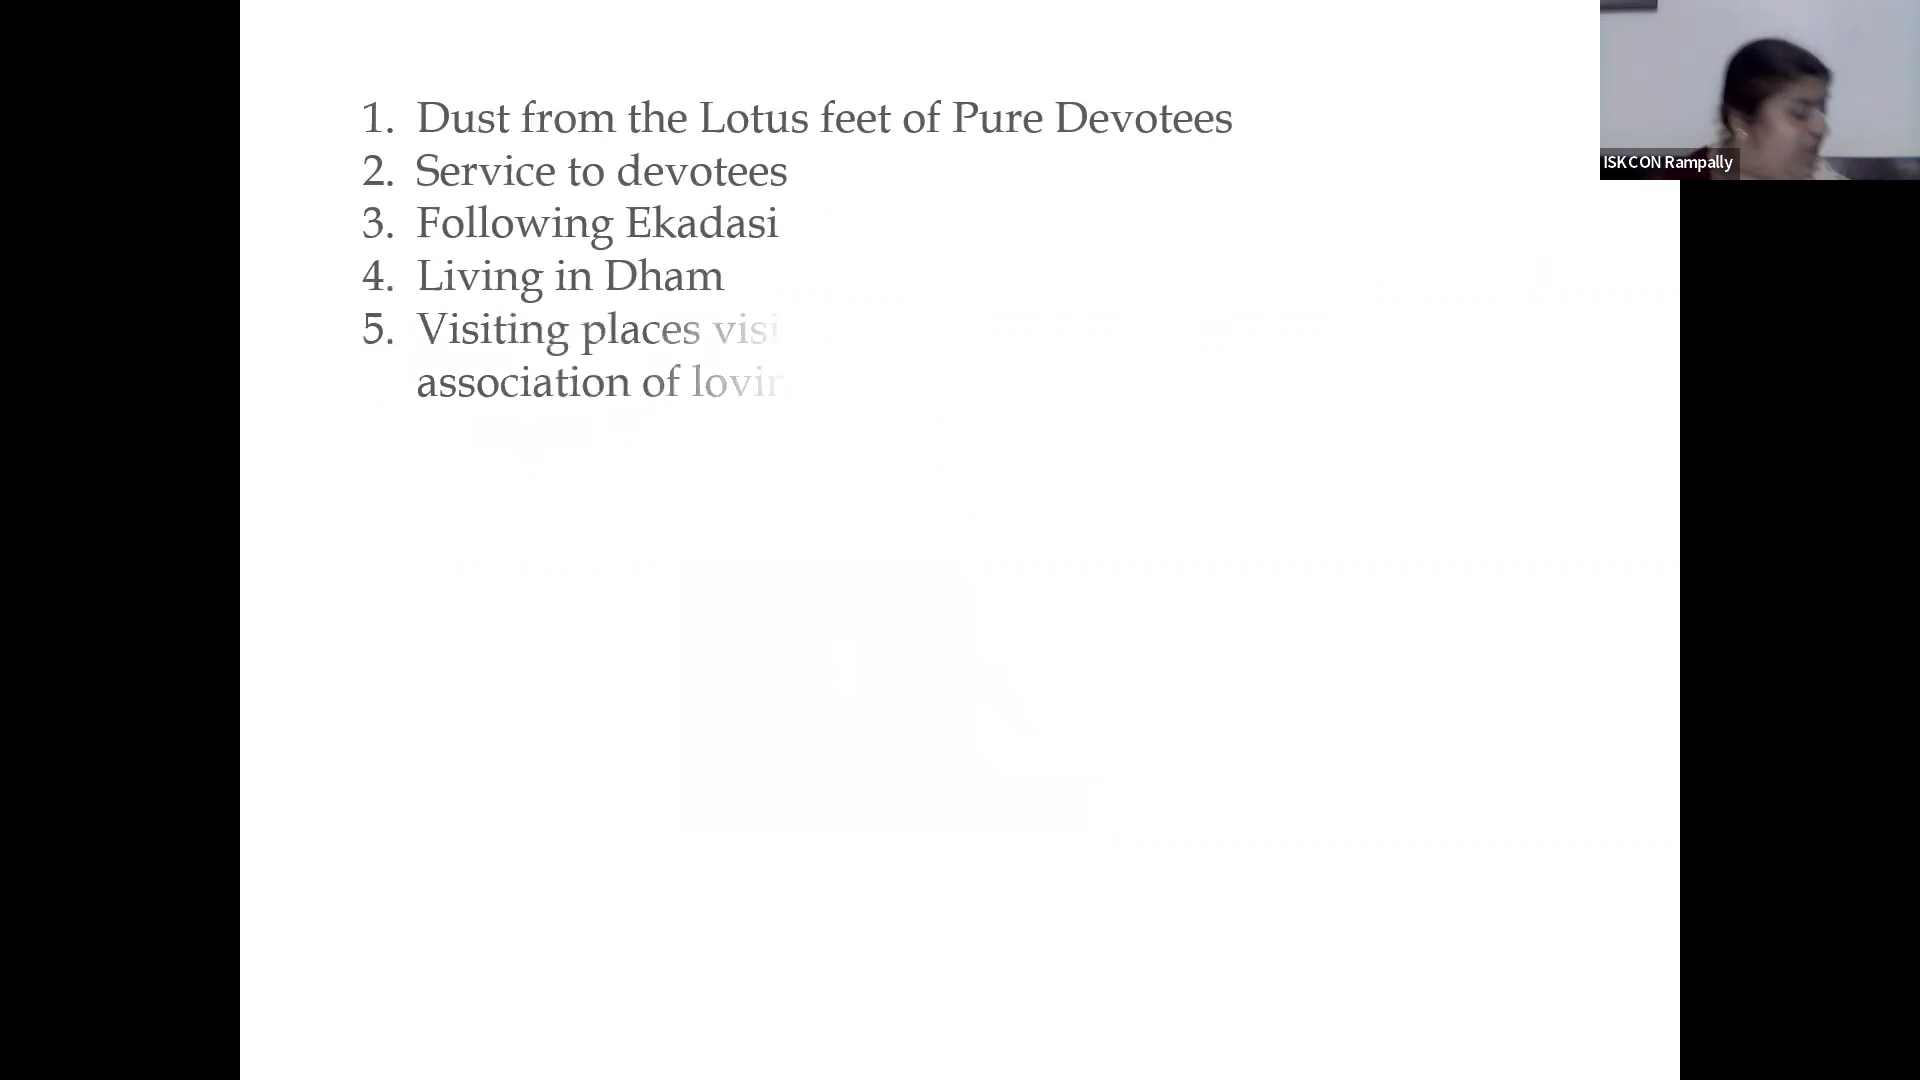 1. Dust from the Lotus feet of Pure Devotees
2. Service to devotees
3. Following Ekadasi
4. Living in Dham
5. Visiting places
association of
ISKCON Rampally